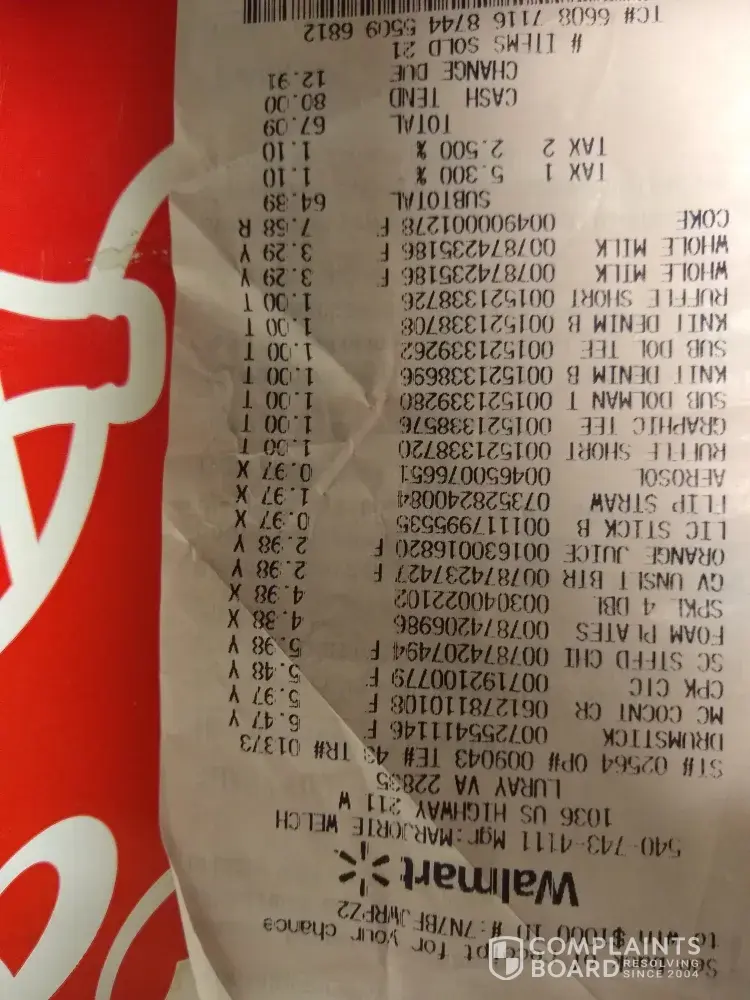 for your chance
to win $1000 ID #:7N7BFJWRPZ2
Walmart
540-743-4111 Mgr:MARJORIE WELCH
1036 US HIGHWAY 211 W
LURAY VA 22835
ST# 02564 OP# 009043 TE# 43 TR# 01373
DRUMSTICK 007255411146 F 6.47 Y
MC COCNT CR 061278110108 F 5.97 Y
CPK CIC 007192100779 F 5.48 Y
SC STFFD CHI 007874207494 F 5.98 Y
FOAM PLATES 007874206986 4.88 X
SPKL 4 DBL 003040022102 4.98 X
GV UNSLT BTR 007874237427 F 2.98 Y
ORANGE JUICE 001630016820 F 2.98 Y
LIC STICK B 001117995535 0.97 X
FLIP STRAW 073528240084 1.97 X
AEROSOL 004650076651 0.97 X
RUFFLE SHORT 001521338720 1.00 T
GRAPHIC TEE 001521338576 1.00 T
SUB DOLMAN T 001521339280 1.00 T
KNIT DENIM B 001521338696 1.00 T
SUB DOL TEE 001521339262 1.00 T
KNIT DENIM B 001521338708 1.00 T
RUFFLE SHORT 001521338726 1.00 T
WHOLE MILK 007874235186 F 3.29 Y
WHOLE MILK 007874235186 F 3.29 Y
COKE 004900001278 F 7.68 R
SUBTOTAL 64.89
TAX 1 5.300 % 1.10
TAX 2 2.500 % 1.10
TOTAL 67.09
CASH TEND 80.00
CHANGE DUE 12.91
# ITEMS SOLD 21
TC# 6608 7116 8744 5509 6812
COMPLAINTS
BOARD RESOLVING
SINCE 2004